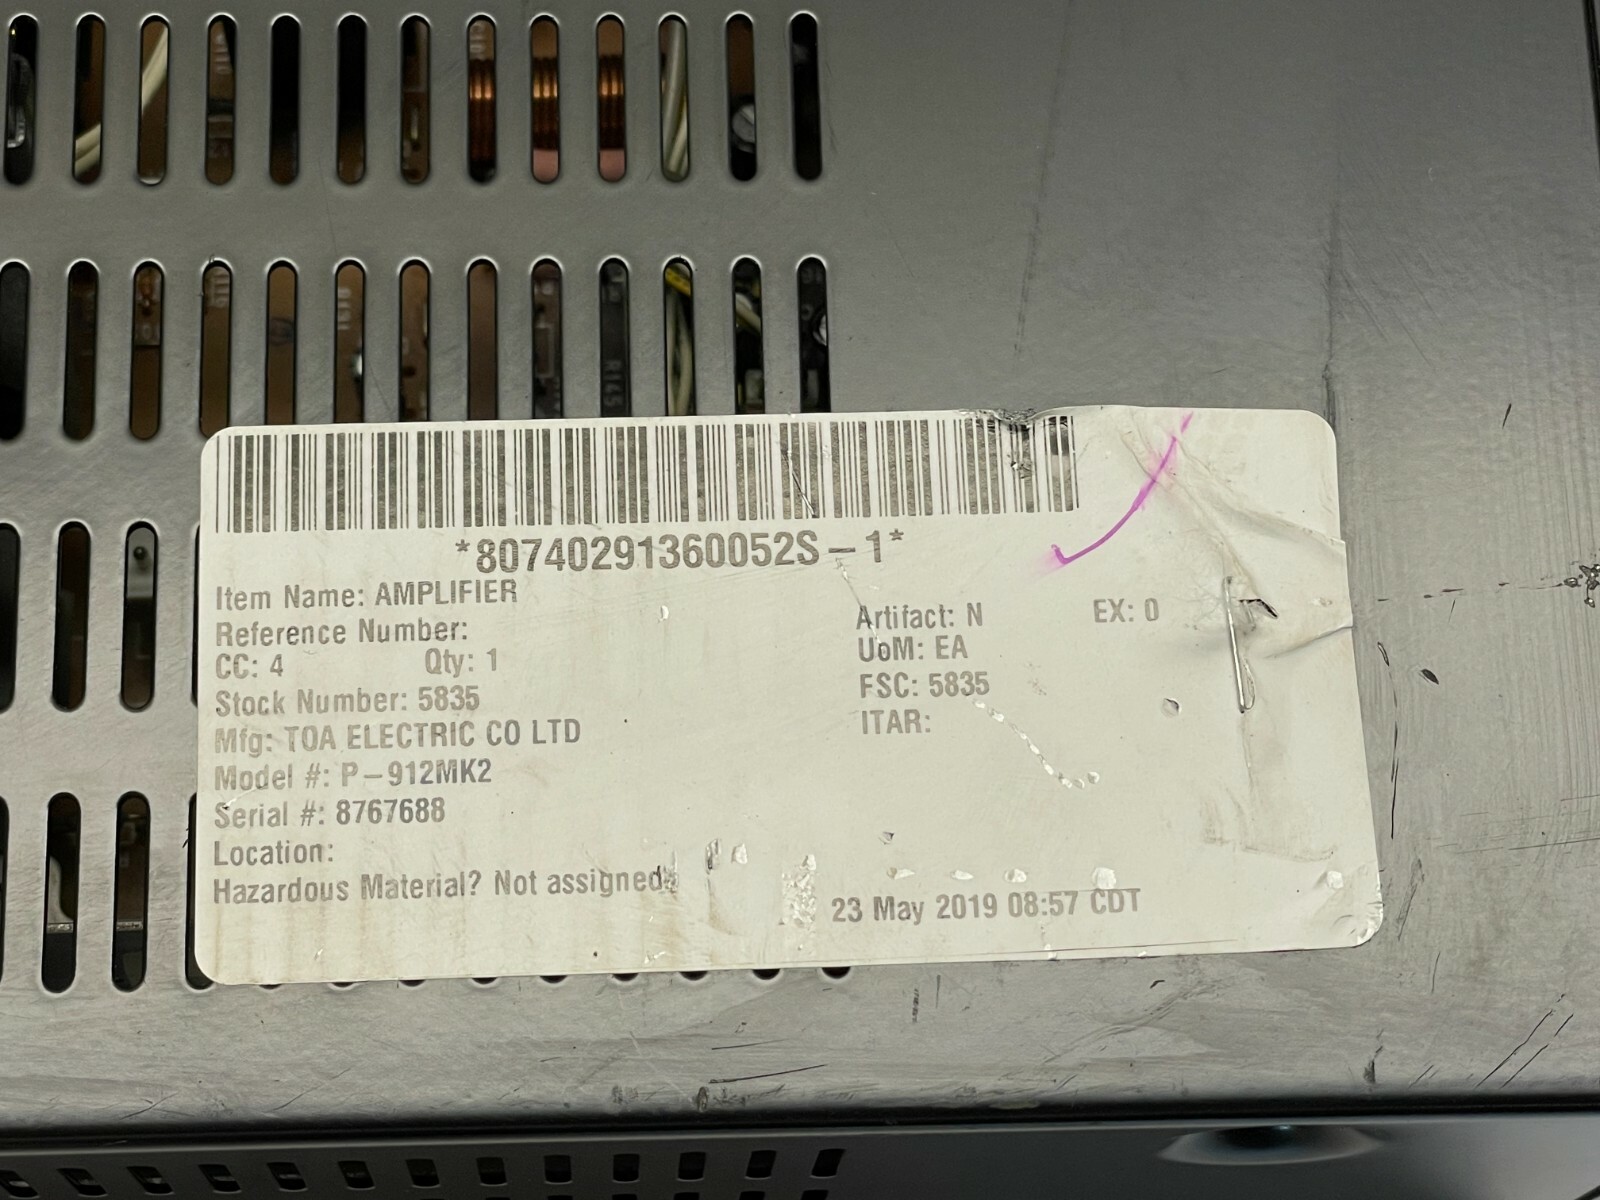 *80740291360052S-1*
Item Name: AMPLIFIER
Reference Number:
Artifact: N EX: 0
CC: 4 Qty: 1
UoM: EA
Stock Number: 5835
FSC: 5835
Mfg: TOA ELECTRIC CO LTD
ITAR:
Model #: P-912MK2
Serial #: 8767688
Location:
Hazardous Material? Not assigned
23 May 2019 08:57 CDT
R145